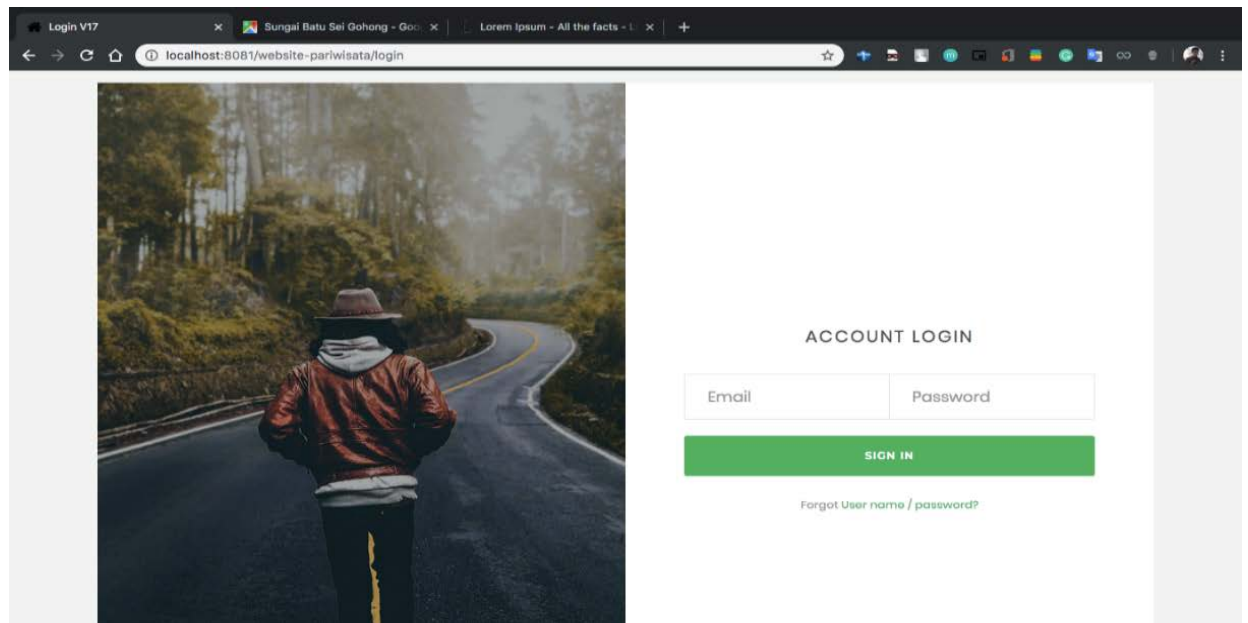 Login V17
Sungai Batu Sei Gohong - Goo
Lorem Ipsum - All the facts - L
localhost:8081/website-pariwisata/login
ACCOUNT LOGIN
Email Password
SIGN IN
Forgot User name / password?